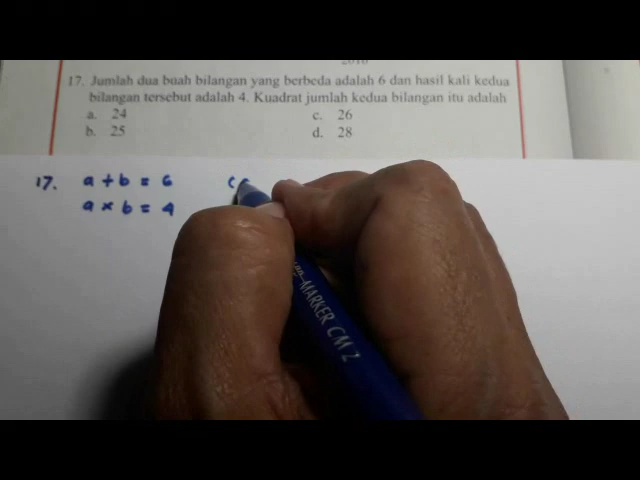 2016
17. Jumlah dua buah bilangan yang berbeda adalah 6 dan hasil kali kedua
bilangan tersebut adalah 4. Kuadrat jumlah kedua bilangan itu adalah
a. 24 c. 26
b. 25 d. 28
17. a + b = 6 (
a × b = 4
MARKER CM 2